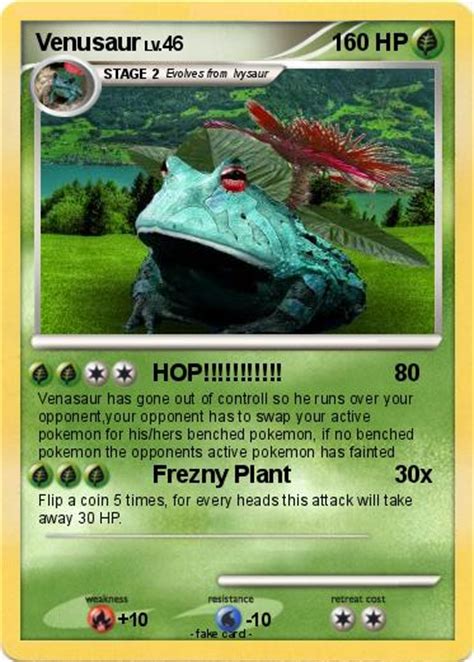 Venusaur LV.46 160 HP
STAGE 2 Evolves from Ivysaur
HOP!!!!!!!!!!! 80
Venasaur has gone out of controll so he runs over your
opponent,your opponent has to swap your active
pokemon for his/hers benched pokemon, if no benched
pokemon the opponents active pokemon has fainted
Frezny Plant 30x
Flip a coin 5 times, for every heads this attack will take
away 30 HP.
weakness resistance retreat cost
+10 -10
- fake card -